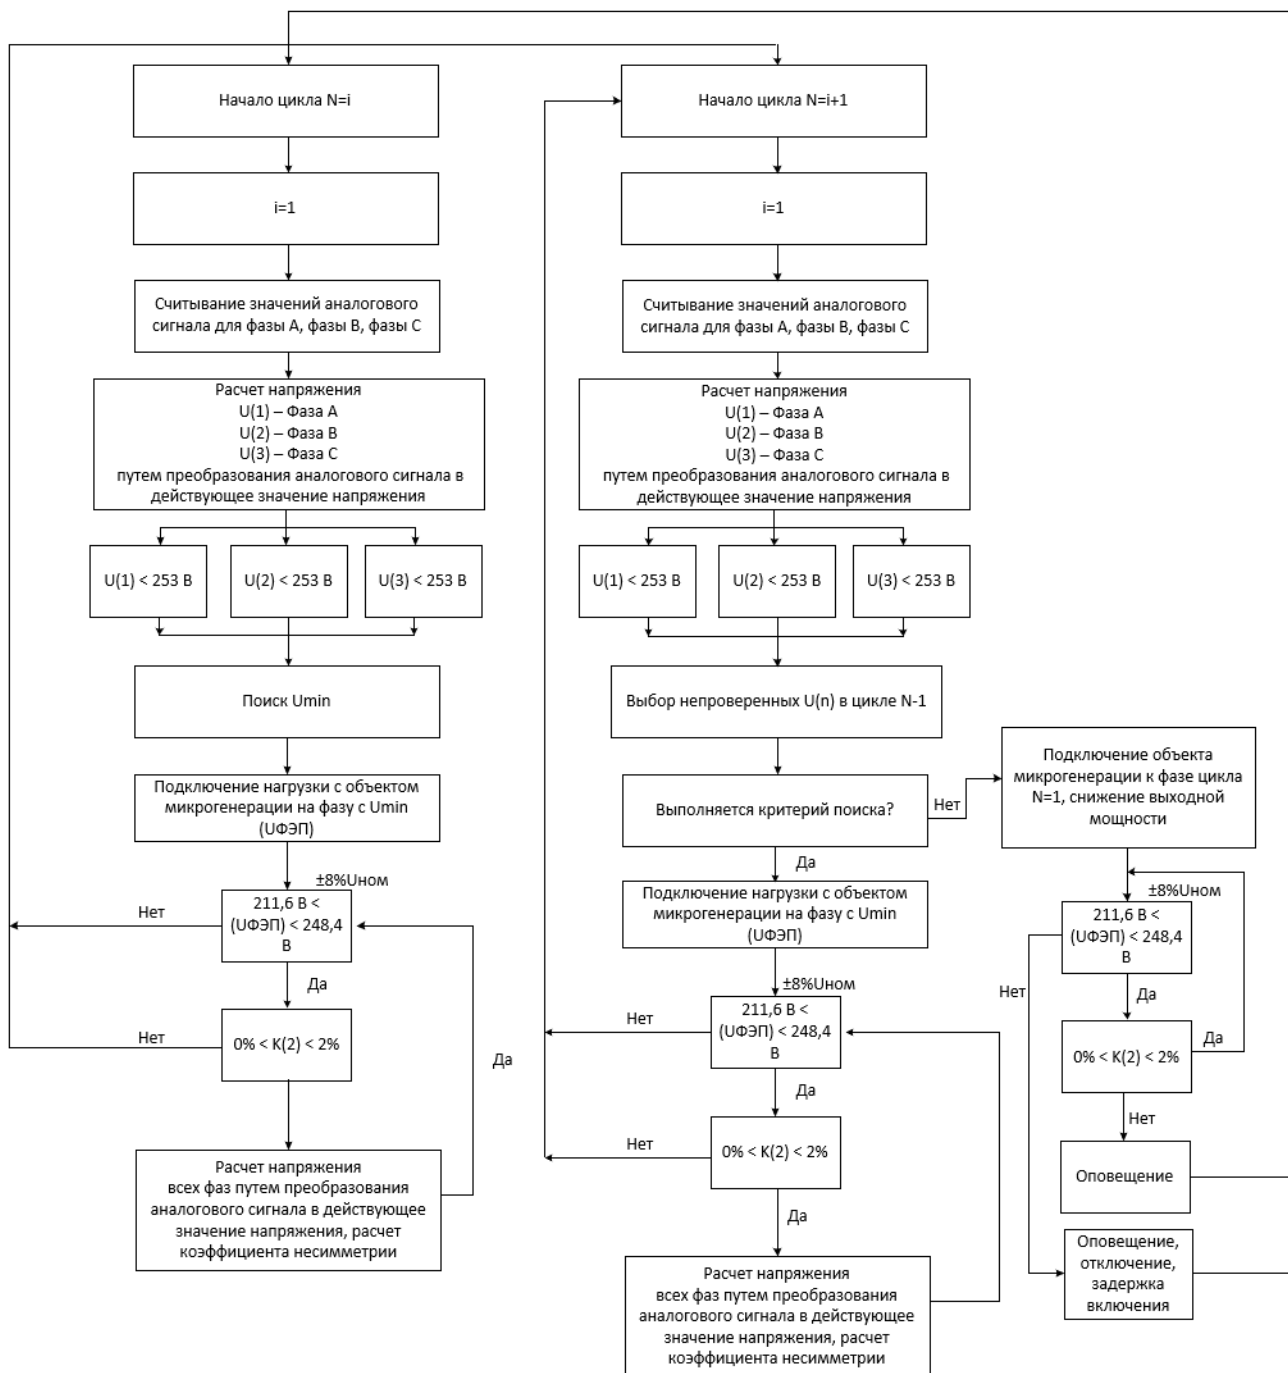 Начало цикла N=i
i=1
Считывание значений аналогового
сигнала для фазы А, фазы В, фазы С
Расчет напряжения
U(1) – Фаза А
U(2) – Фаза В
U(3) – Фаза С
путем преобразования аналогового сигнала в
действующее значение напряжения
U(1) < 253 В
U(2) < 253 В
U(3) < 253 В
Поиск Umin
Подключение нагрузки с объектом
микрогенерации на фазу с Umin
(UФЭП)
±8%Uном
211,6 В <
(UФЭП) < 248,4
В
Нет
Да
0% < K(2) < 2%
Нет
Да
Расчет напряжения
всех фаз путем преобразования
аналогового сигнала в действующее
значение напряжения, расчет
коэффициента несимметрии
Начало цикла N=i+1
i=1
Считывание значений аналогового
сигнала для фазы А, фазы В, фазы С
Расчет напряжения
U(1) – Фаза А
U(2) – Фаза В
U(3) – Фаза С
путем преобразования аналогового сигнала в
действующее значение напряжения
U(1) < 253 В
U(2) < 253 В
U(3) < 253 В
Выбор непроверенных U(n) в цикле N-1
Выполняется критерий поиска?
Нет
Да
Подключение нагрузки с объектом
микрогенерации на фазу с Umin
(UФЭП)
±8%Uном
211,6 В <
(UФЭП) < 248,4
В
Нет
Да
0% < K(2) < 2%
Нет
Да
Расчет напряжения
всех фаз путем преобразования
аналогового сигнала в действующее
значение напряжения, расчет
коэффициента несимметрии
Подключение объекта
микрогенерации к фазе цикла
N=1, снижение выходной
мощности
±8%Uном
211,6 В <
(UФЭП) < 248,4
В
Нет
Да
0% < K(2) < 2%
Да
Нет
Оповещение
Оповещение,
отключение,
задержка
включения